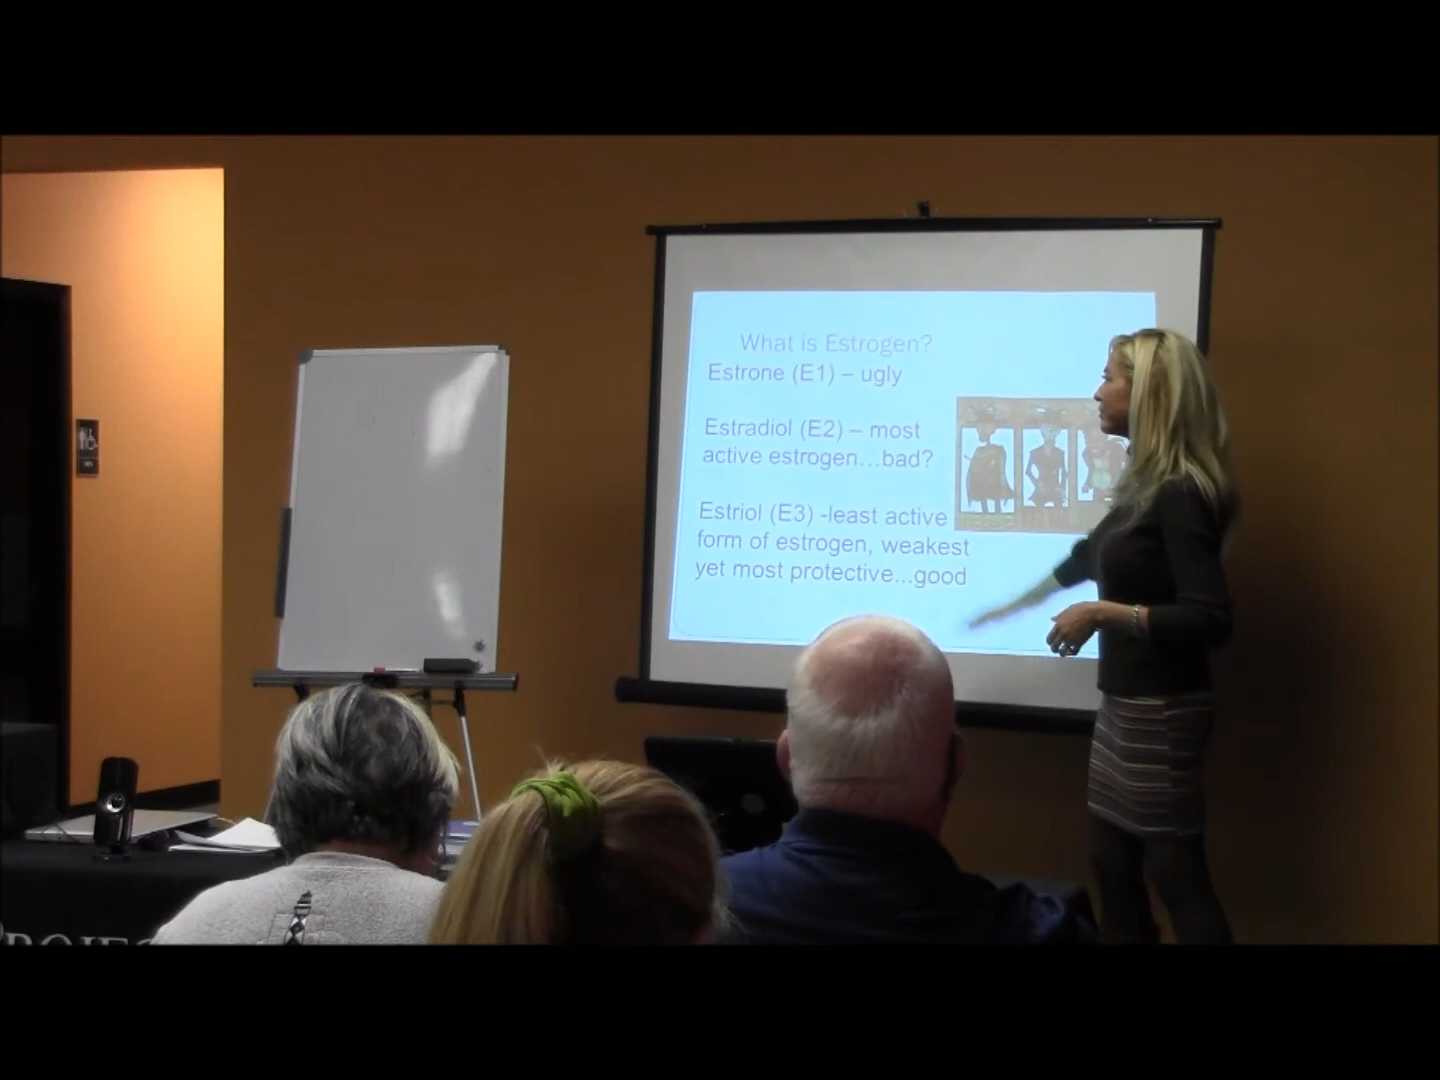 What is Estrogen?
Estrone (E1) – ugly
Estradiol (E2) – most
active estrogen...bad?
Estriol (E3) -least active
form of estrogen, weakest
yet most protective...good